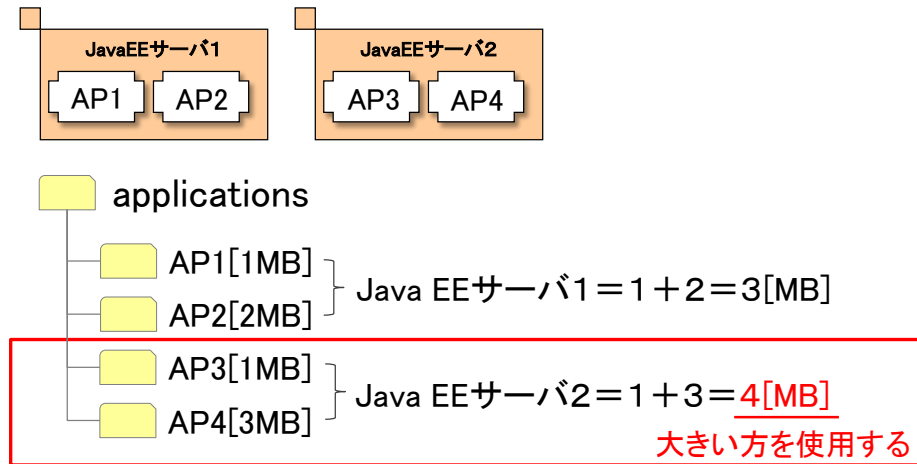 JavaEEサーバ1 JavaEEサーバ2
AP1 AP2 AP3 AP4
applications
AP1[1MB]
Java EEサーバ1=1+2=3[MB]
AP2[2MB]
AP3[1MB]
Java EEサーバ2=1+3=4[MB]
AP4[3MB]
大きい方を使用する